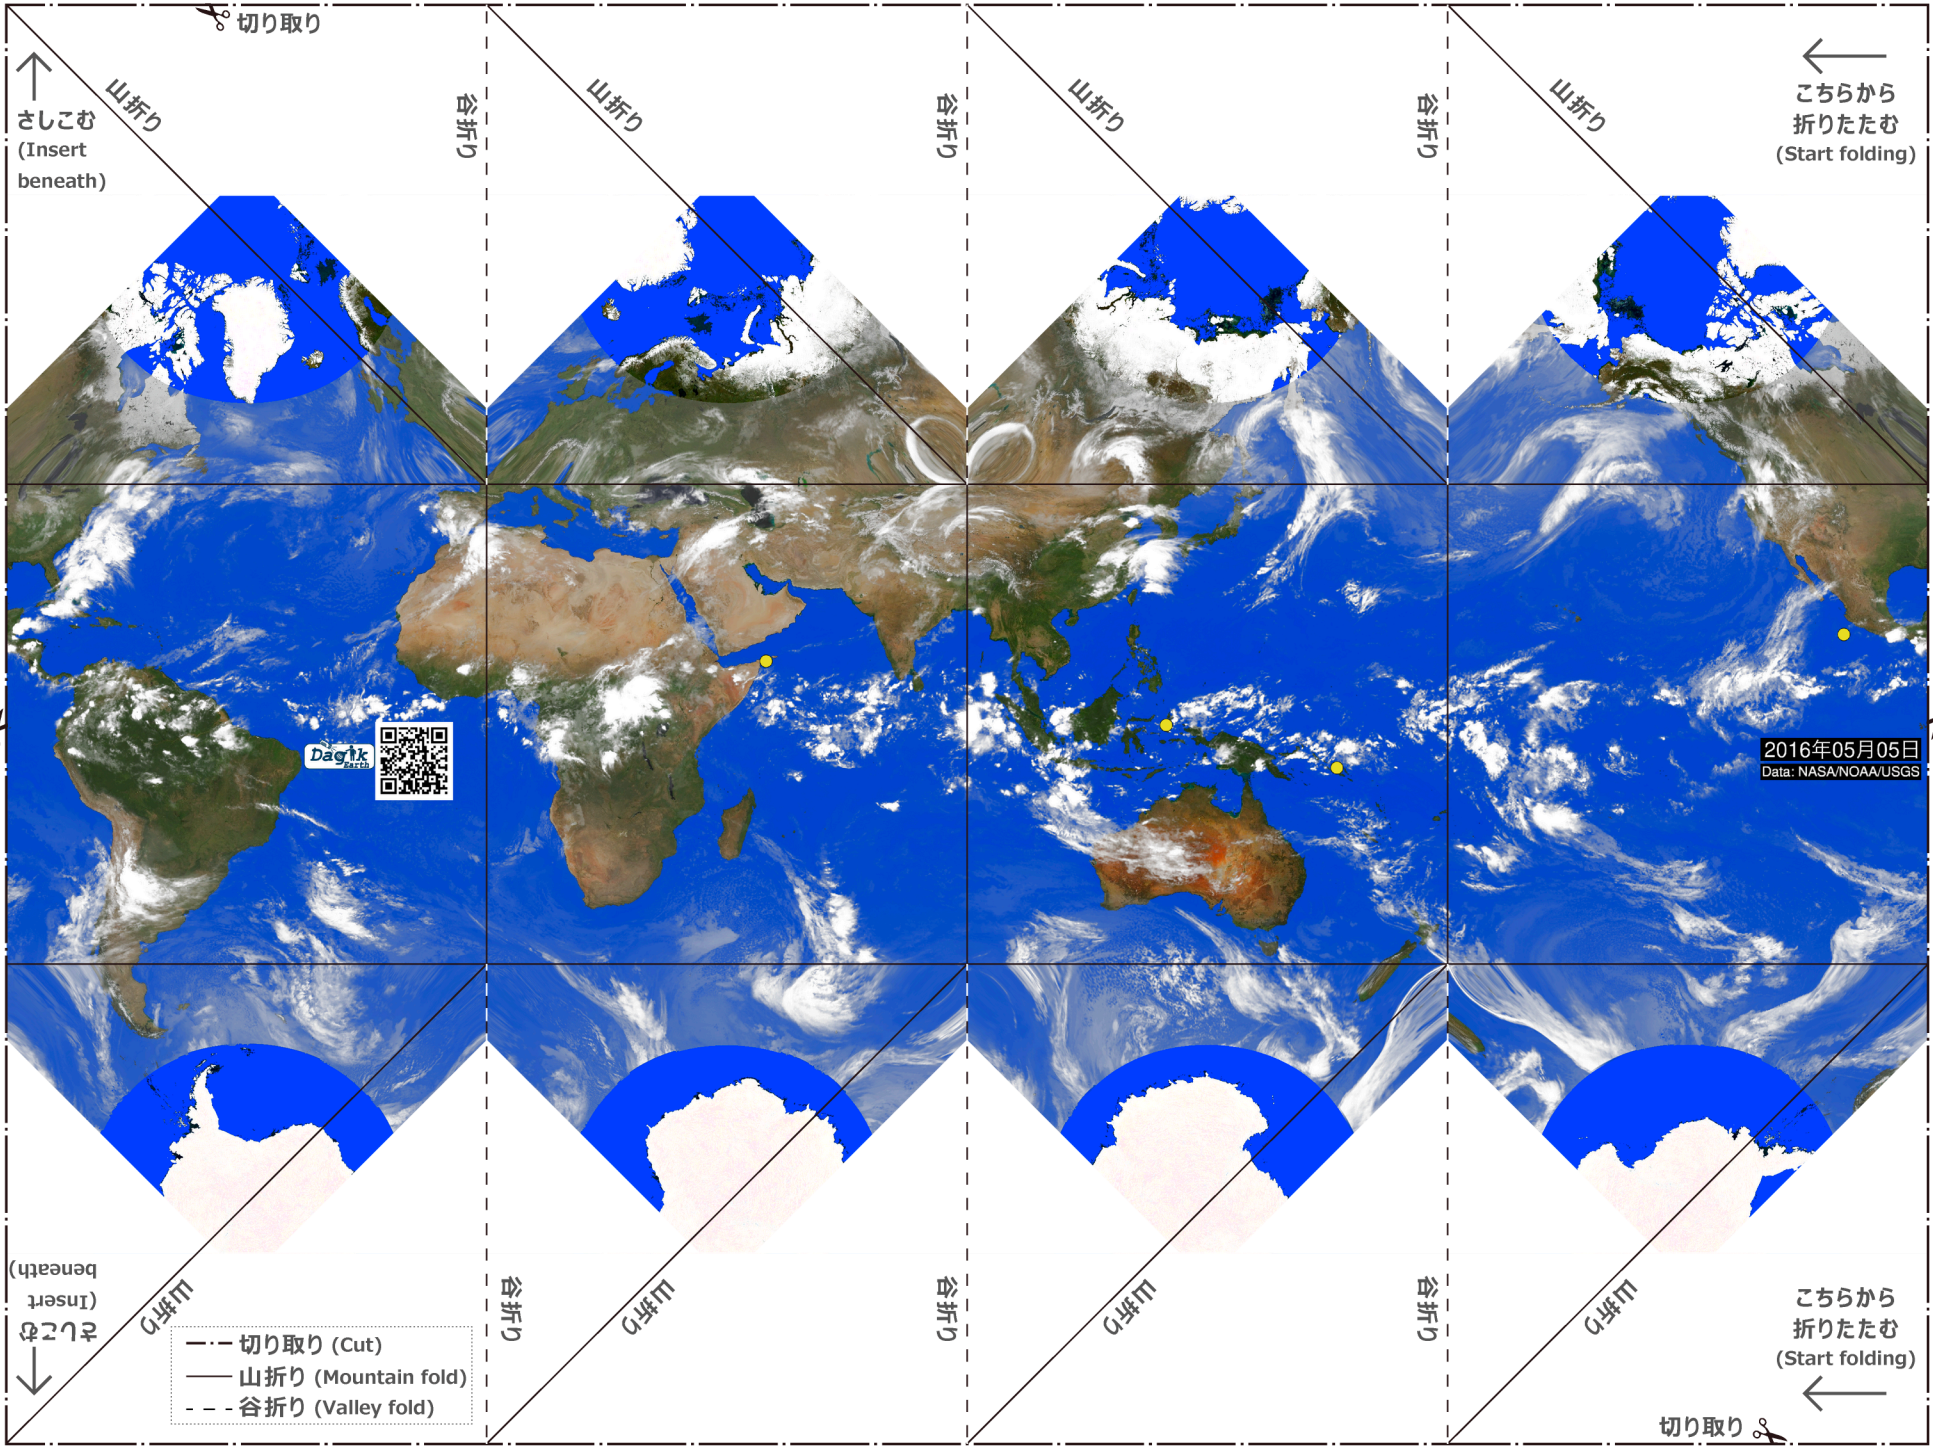 切り取り
山折り
谷折り
山折り
谷折り
山折り
谷折り
山折り
さしこむ
(Insert
beneath)
こちらから
折りたたむ
(Start folding)
Dagik
Earth
2016年05月05日
Data: NASA/NOAA/USGS
さしこむ
(Insert
beneath)
山折り
谷折り
山折り
谷折り
山折り
谷折り
山折り
切り取り (Cut)
山折り (Mountain fold)
谷折り (Valley fold)
こちらから
折りたたむ
(Start folding)
切り取り